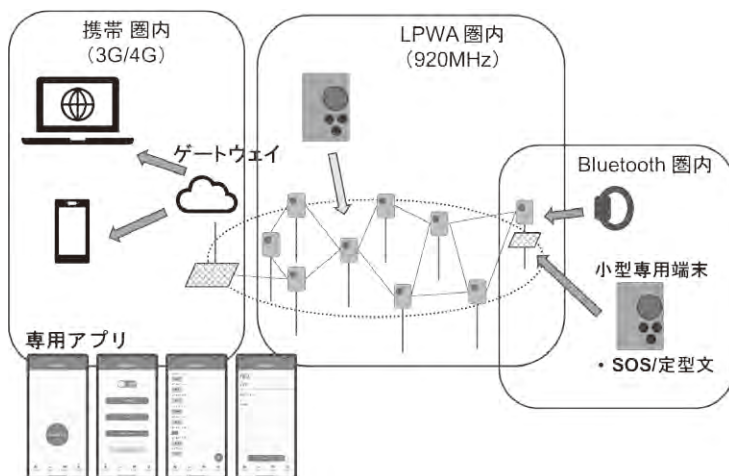 携帯 圏内
（3G/4G）
LPWA 圏内
（920MHz）
ゲートウェイ
Bluetooth 圏内
小型専用端末
・SOS/定型文
専用アプリ